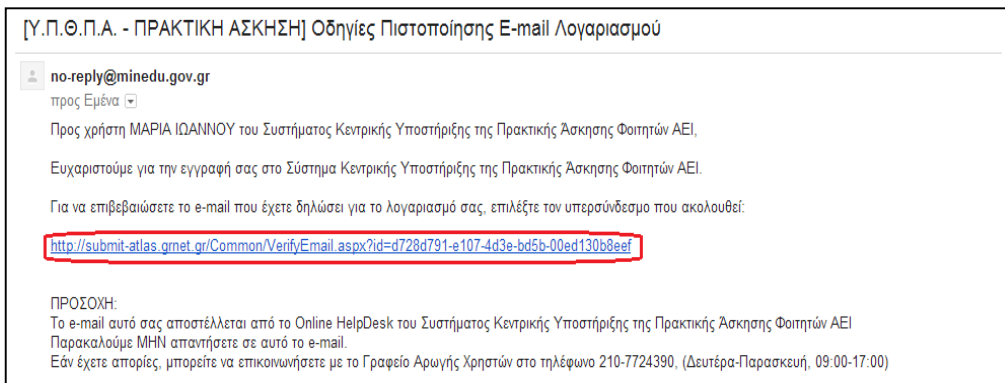 [Υ.Π.Θ.Π.Α. - ΠΡΑΚΤΙΚΗ ΑΣΚΗΣΗ] Οδηγίες Πιστοποίησης E-mail Λογαριασμού
no-reply@minedu.gov.gr
προς Εμένα
Προς χρήστη ΜΑΡΙΑ ΙΩΑΝΝΟΥ του Συστήματος Κεντρικής Υποστήριξης της Πρακτικής Άσκησης Φοιτητών ΑΕΙ,
Ευχαριστούμε για την εγγραφή σας στο Σύστημα Κεντρικής Υποστήριξης της Πρακτικής Άσκησης Φοιτητών ΑΕΙ.
Για να επιβεβαιώσετε το e-mail που έχετε δηλώσει για το λογαριασμό σας, επιλέξτε τον υπερσύνδεσμο που ακολουθεί:
http://submit-atlas.grnet.gr/Common/VerifyEmail.aspx?id=d728d791-e107-4d3e-bd5b-00ed130b8eef
ΠΡΟΣΟΧΗ:
Το e-mail αυτό σας αποστέλλεται από το Online HelpDesk του Συστήματος Κεντρικής Υποστήριξης της Πρακτικής Άσκησης Φοιτητών ΑΕΙ
Παρακαλούμε ΜΗΝ απαντήσετε σε αυτό το e-mail.
Εάν έχετε απορίες, μπορείτε να επικοινωνήσετε με το Γραφείο Αρωγής Χρηστών στο τηλέφωνο 210-7724390, (Δευτέρα-Παρασκευή, 09:00-17:00)